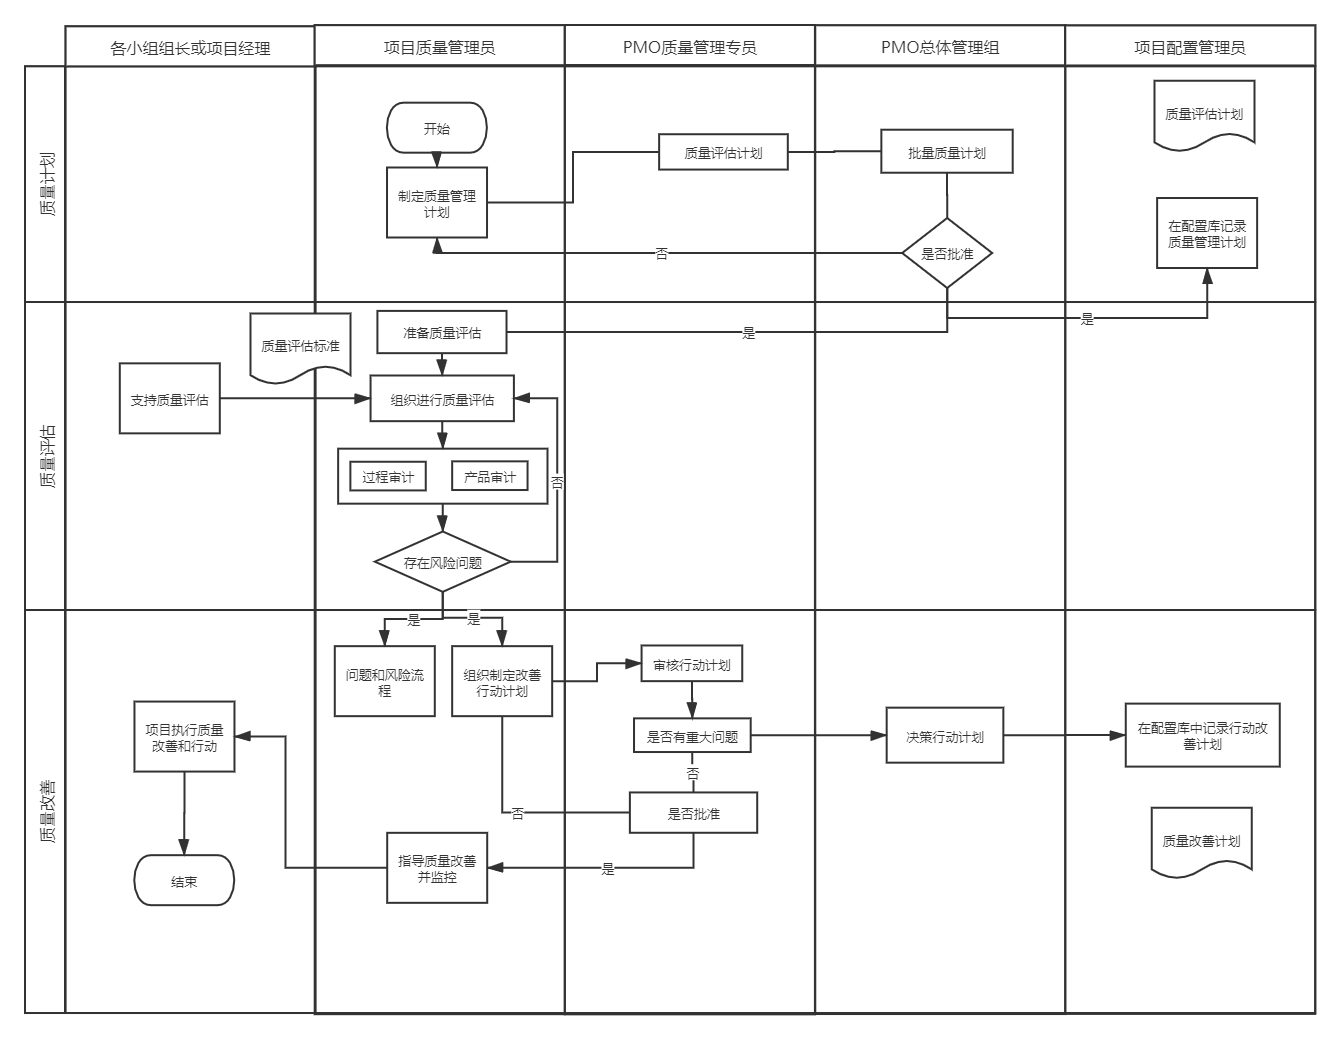 各小组组长或项目经理
项目质量管理员
PMO质量管理专员
PMO总体管理组
项目配置管理员
质量计划
开始
制定质量管理
计划
质量评估计划
批量质量计划
是否批准
否
质量评估计划
在配置库记录
质量管理计划
是
是
质量评估
质量评估标准
支持质量评估
准备质量评估
组织进行质量评估
过程审计
产品审计
否
存在风险问题
质量改善
是
是
问题和风险流
程
组织制定改善
行动计划
审核行动计划
是否有重大问题
否
是否批准
否
是
决策行动计划
在配置库中记录行动改
善计划
质量改善计划
项目执行质量
改善和行动
指导质量改善
并监控
结束